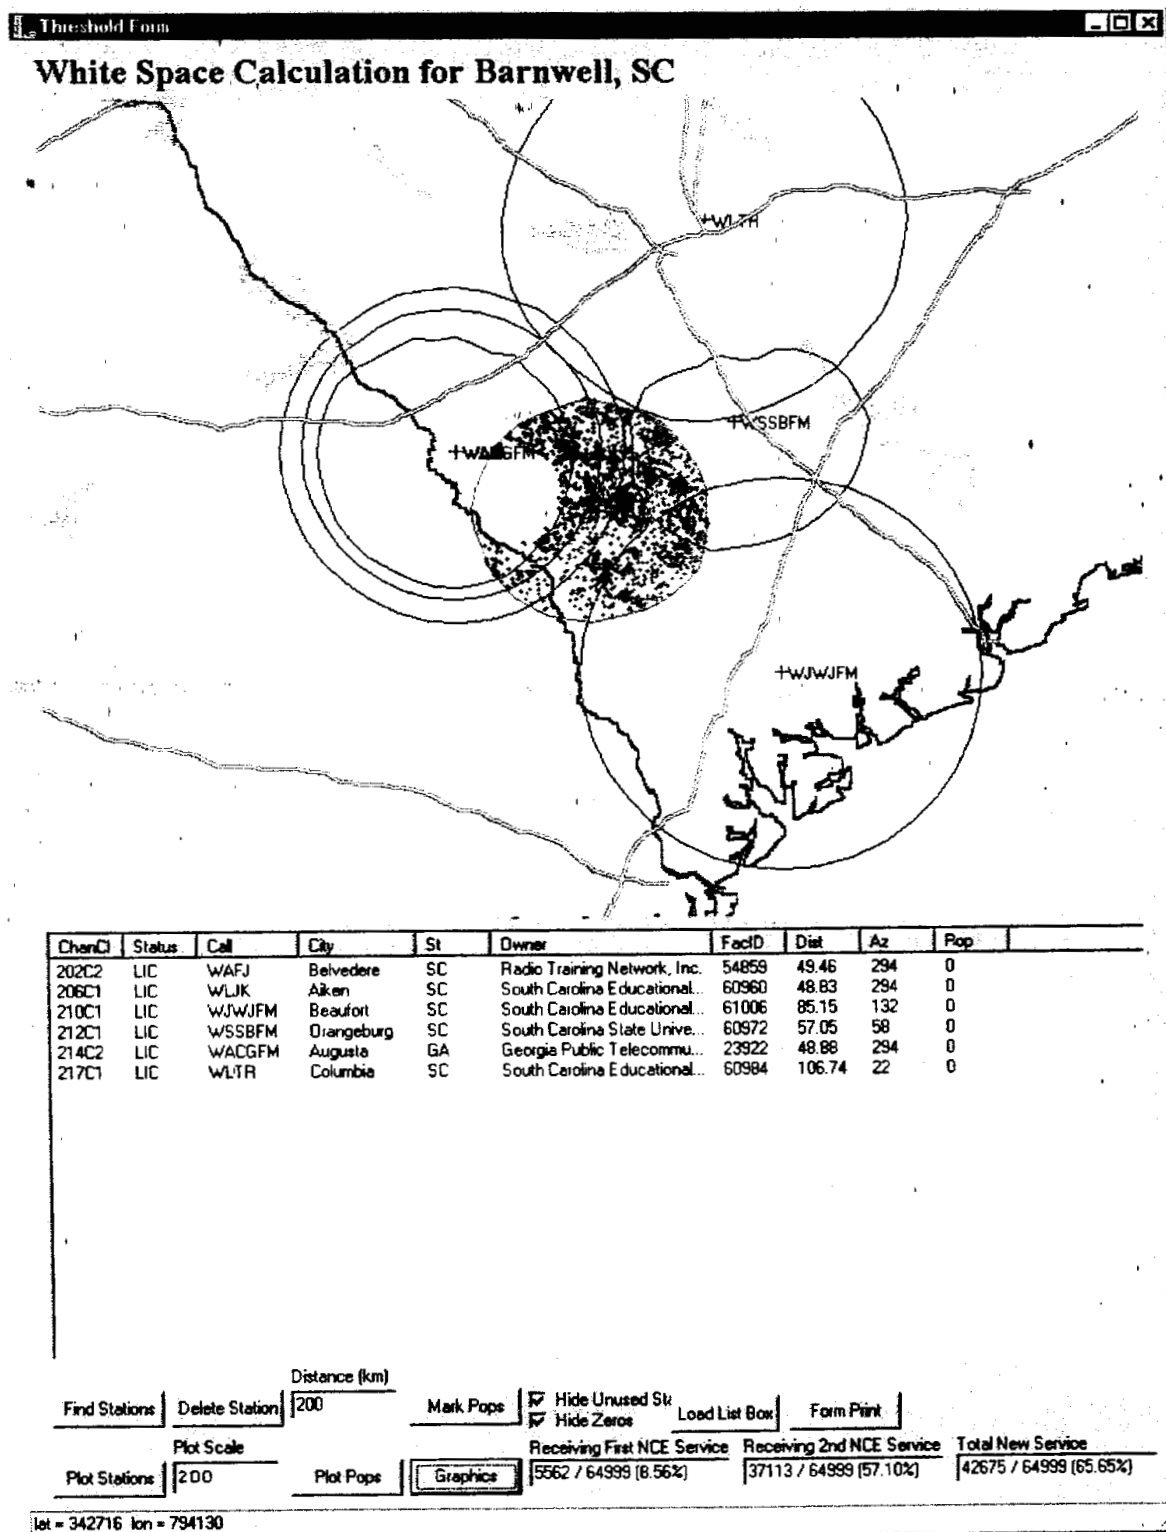 Threshold Form
White Space Calculation for Barnwell, SC
WLTR
WSSBFM
WACGFM
WJWJFM
ChanCl Status Call City St Owner FacID Dist Az Pop
202C2 LIC WAFJ Belvedere SC Radio Training Network, Inc. 54859 49.46 294 0
206C1 LIC WLJK Aiken SC South Carolina Educational... 60960 48.83 294 0
210C1 LIC WJWJFM Beaufort SC South Carolina Educational... 61006 85.15 132 0
212C1 LIC WSSBFM Orangeburg SC South Carolina State Unive... 60972 57.05 58 0
214C2 LIC WACGFM Augusta GA Georgia Public Telecommu... 23922 48.88 294 0
217C1 LIC WLTR Columbia SC South Carolina Educational... 60984 106.74 22 0
Distance (km)
Find Stations Delete Station 200 Mark Pops Hide Unused Sta Load List Box Form Print
Hide Zeros
Plot Scale Receiving First NCE Service Receiving 2nd NCE Service Total New Service
Plot Stations 200 Plot Pops Graphics 5562 / 64999 (8.56%) 37113 / 64999 (57.10%) 42675 / 64999 (65.65%)
lat = 342716 lon = 794130